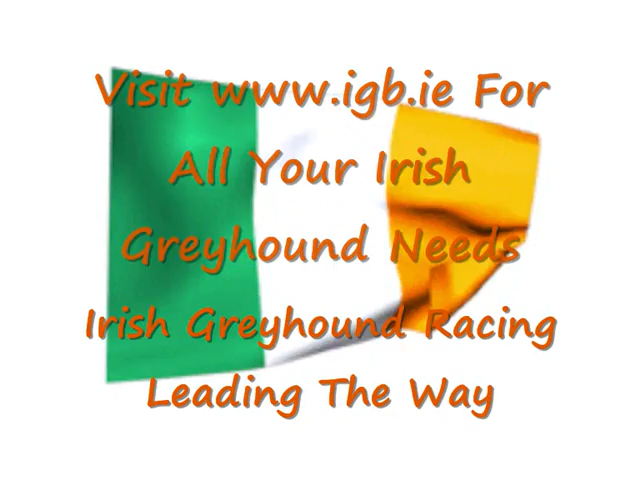 Visit www.igb.ie For
All Your Irish
Greyhound Needs
Irish Greyhound Racing
Leading The Way